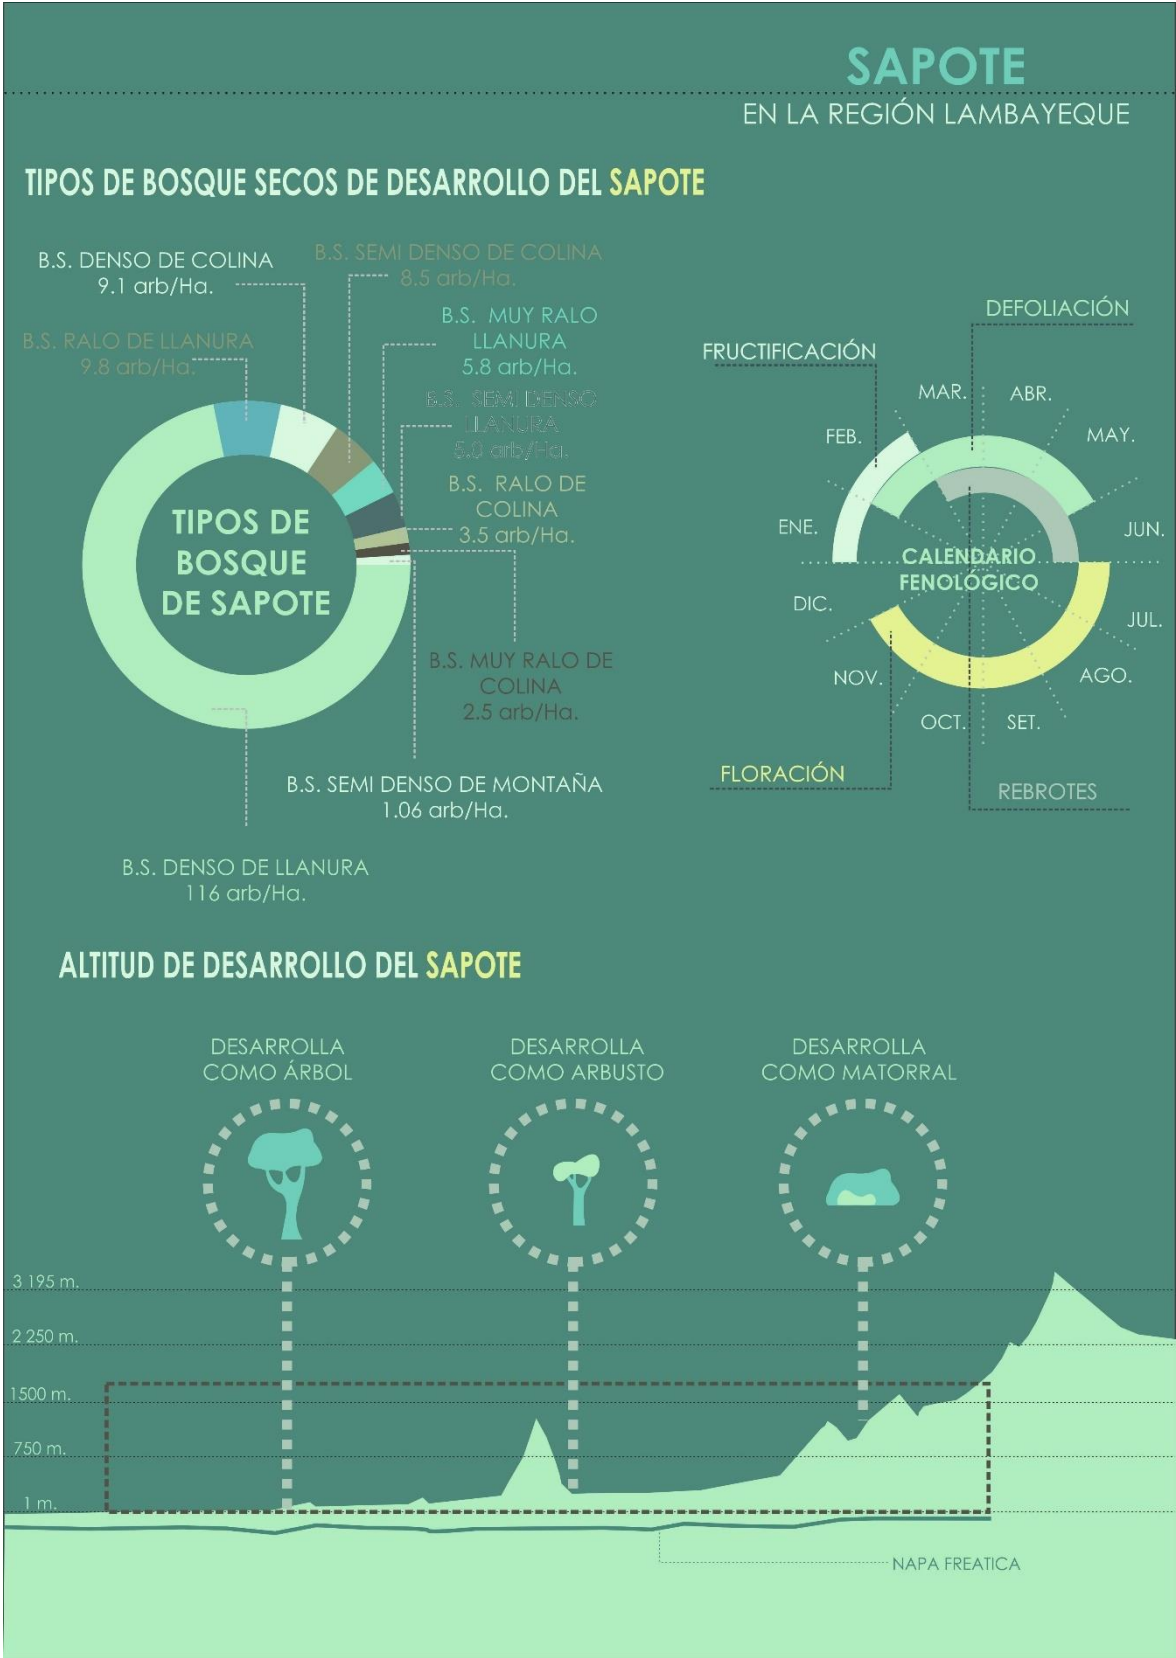 SAPOTE
EN LA REGIÓN LAMBAYEQUE
TIPOS DE BOSQUE SECOS DE DESARROLLO DEL SAPOTE
B.S. DENSO DE COLINA
9.1 arb/Ha.
B.S. SEMI DENSO DE COLINA
8.5 arb/Ha.
B.S. RALO DE LLANURA
9.8 arb/Ha.
B.S. MUY RALO
LLANURA
5.8 arb/Ha.
B.S. SEMI DENSO
LLANURA
5.0 arb/Ha.
B.S. RALO DE
COLINA
3.5 arb/Ha.
TIPOS DE
BOSQUE
DE SAPOTE
B.S. MUY RALO DE
COLINA
2.5 arb/Ha.
B.S. SEMI DENSO DE MONTAÑA
1.06 arb/Ha.
B.S. DENSO DE LLANURA
116 arb/Ha.
DEFOLIACIÓN
FRUCTIFICACIÓN
MAR.
ABR.
FEB.
MAY.
ENE.
JUN.
CALENDARIO
FENOLÓGICO
DIC.
JUL.
NOV.
AGO.
OCT.
SET.
FLORACIÓN
REBROTES
ALTITUD DE DESARROLLO DEL SAPOTE
DESARROLLA
COMO ÁRBOL
DESARROLLA
COMO ARBUSTO
DESARROLLA
COMO MATORRAL
3 195 m.
2 250 m.
1500 m.
750 m.
1 m.
NAPA FREATICA